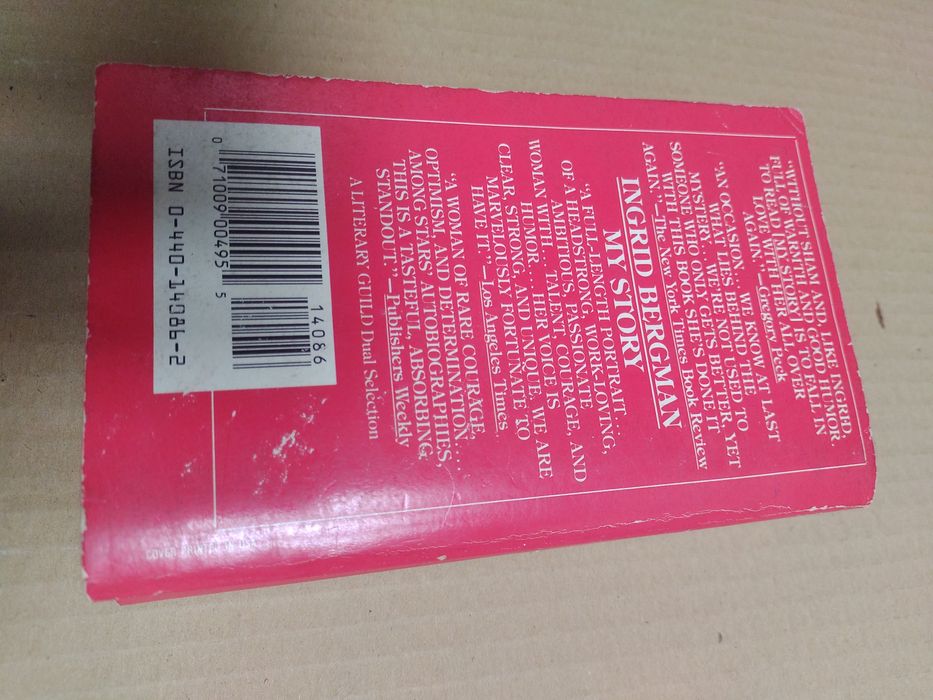 "WITHOUT SHAM AND, LIKE INGRID,
FULL OF WARMTH AND GOOD HUMOR.
TO READ HER STORY IS TO FALL IN
LOVE WITH HER ALL OVER
AGAIN."—Gregory Peck
"AN OCCASION: WE KNOW AT LAST
WHAT LIES BEHIND THE
MYSTERY... WE'RE NOT USED TO
SOMEONE WHO ONLY GETS BETTER, YET
WITH THIS BOOK SHE'S DONE IT
AGAIN."—The New York Times Book Review
INGRID BERGMAN
MY STORY
"A FULL-LENGTH PORTRAIT...
OF A HEADSTRONG, WORK-LOVING,
AMBITIOUS, PASSIONATE
WOMAN WITH TALENT, COURAGE, AND
HUMOR... HER VOICE IS
CLEAR, STRONG, AND UNIQUE. WE ARE
MARVELOUSLY FORTUNATE TO
HAVE IT."—Los Angeles Times
"A WOMAN OF RARE COURAGE,
OPTIMISM, AND DETERMINATION....
AMONG STARS' AUTOBIOGRAPHIES,
THIS IS A TASTEFUL, ABSORBING
STANDOUT."—Publishers Weekly
A LITERARY GUILD Dual Selection
14086
0 71009 00495 5
ISBN 0-440-14086-2
COVER PRINTED IN